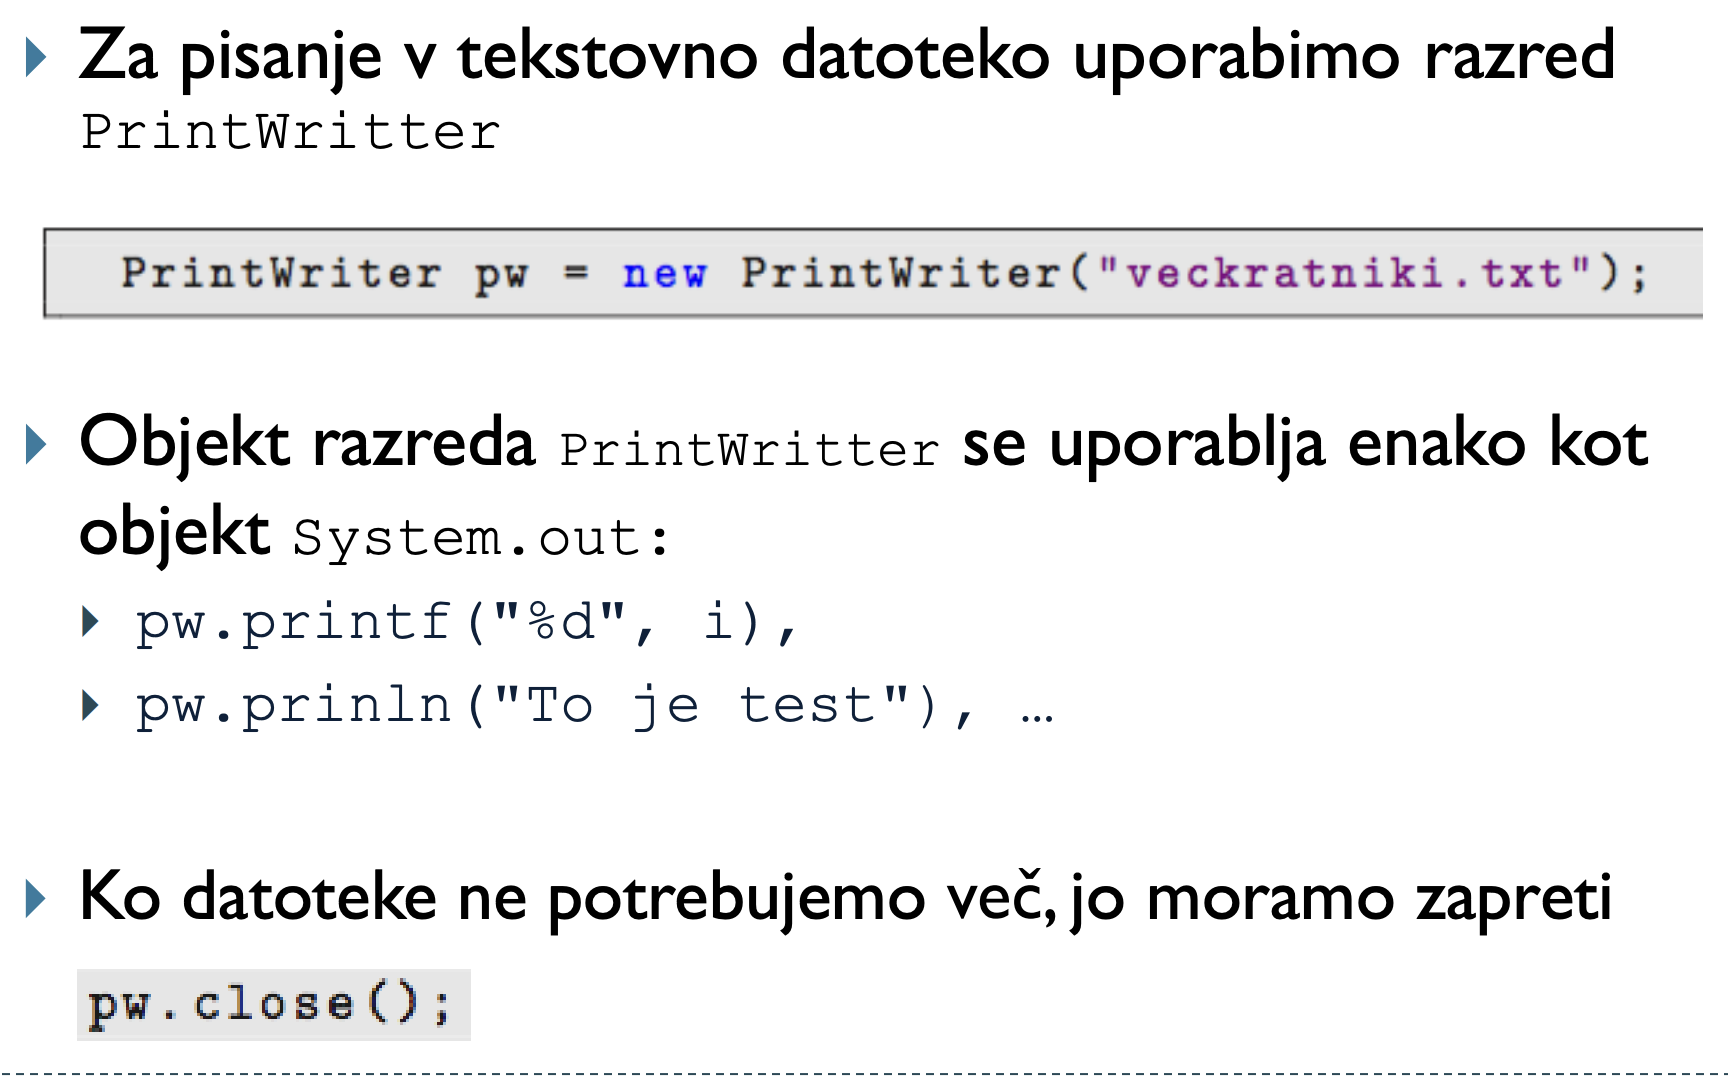 Za pisanje v tekstovno datoteko uporabimo razred
PrintWritter
PrintWriter pw = new PrintWriter("veckratniki.txt");
Objekt razreda PrintWritter se uporablja enako kot
objekt System.out:
pw.printf("%d", i),
pw.prinln("To je test"), …
Ko datoteke ne potrebujemo več, jo moramo zapreti
pw.close();